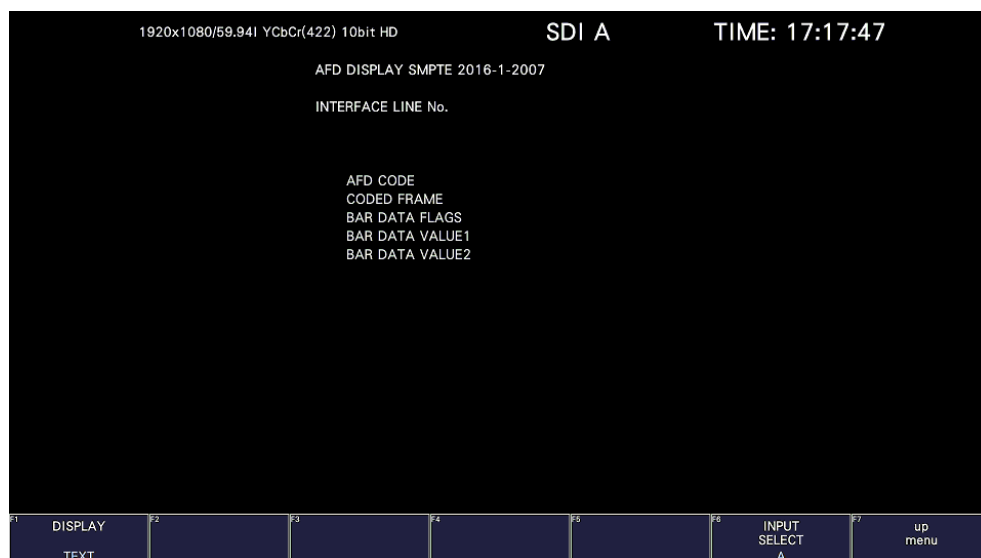 1920x1080/59.94I YCbCr(422) 10bit HD SDI A TIME: 17:17:47
AFD DISPLAY SMPTE 2016-1-2007
INTERFACE LINE No.
AFD CODE
CODED FRAME
BAR DATA FLAGS
BAR DATA VALUE1
BAR DATA VALUE2
F1 DISPLAY TEXT
F2
F3
F4
F5
F6 INPUT SELECT A
F7 up menu